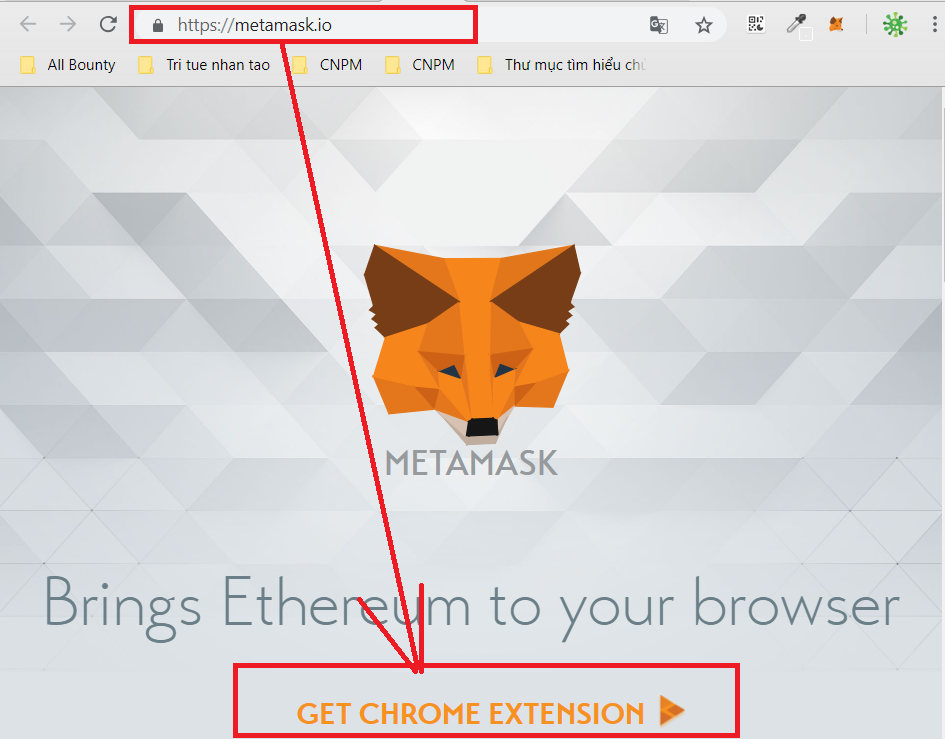 https://metamask.io
All Bounty Tri tue nhan tao CNPM CNPM Thư mục tìm hiểu
METAMASK
Brings Ethereum to your browser
GET CHROME EXTENSION